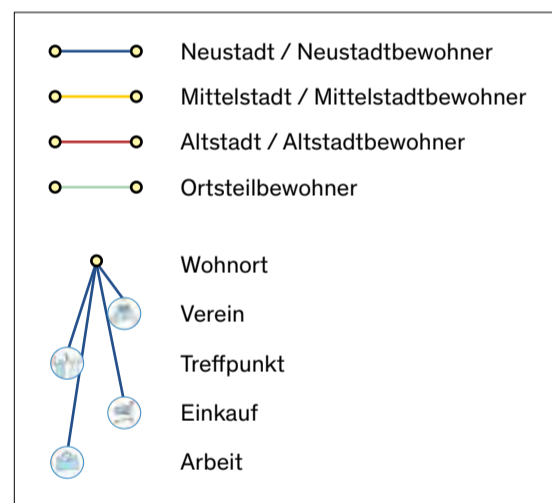 Neustadt / Neustadtbewohner
Mittelstadt / Mittelstadtbewohner
Altstadt / Altstadtbewohner
Ortsteilbewohner
Wohnort
Verein
Treffpunkt
Einkauf
Arbeit